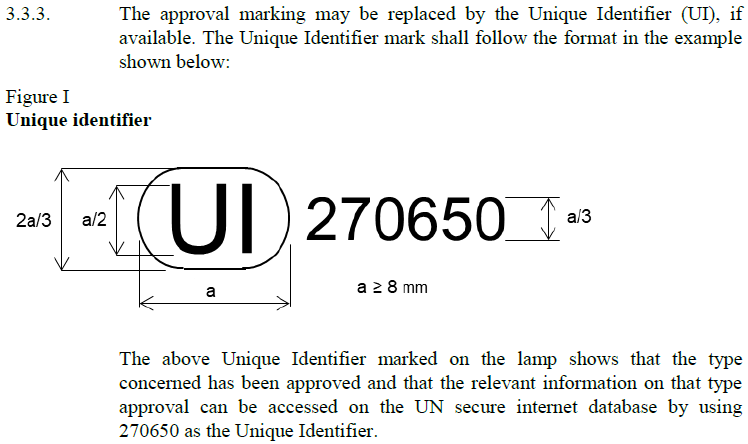 3.3.3. The approval marking may be replaced by the Unique Identifier (UI), if
available. The Unique Identifier mark shall follow the format in the example
shown below:
Figure I
Unique identifier
2a/3 a/2 UI 270650 a/3
a a ≥ 8 mm
The above Unique Identifier marked on the lamp shows that the type
concerned has been approved and that the relevant information on that type
approval can be accessed on the UN secure internet database by using
270650 as the Unique Identifier.